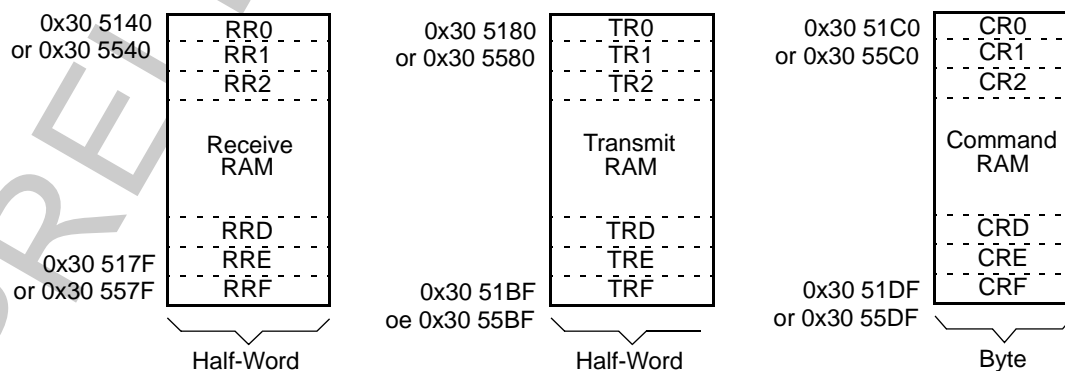 0x30 5140
or 0x30 5540
RR0
RR1
RR2
Receive
RAM
RRD
RRE
RRF
0x30 517F
or 0x30 557F
Half-Word
0x30 5180
or 0x30 5580
TR0
TR1
TR2
Transmit
RAM
TRD
TRE
TRF
0x30 51BF
oe 0x30 55BF
Half-Word
0x30 51C0
or 0x30 55C0
CR0
CR1
CR2
Command
RAM
CRD
CRE
CRF
0x30 51DF
or 0x30 55DF
Byte